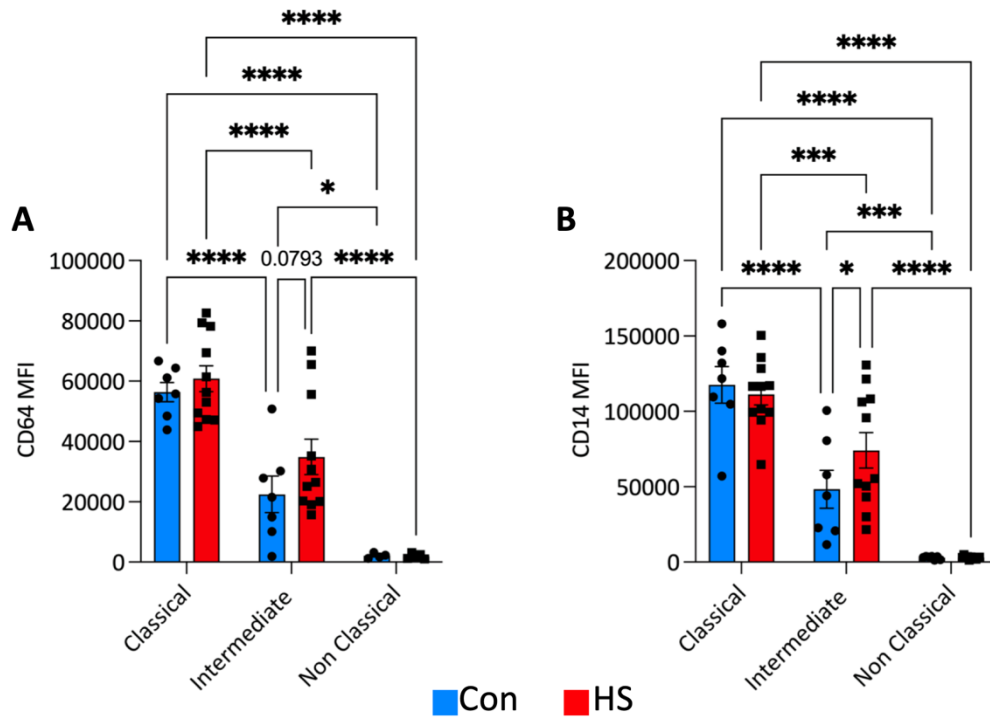 ****
****
****
****
****
*
***
A
B
***
****
0.0793
****
****
*
****
100000
80000
60000
40000
20000
0
CD64 MFI
200000
150000
100000
50000
0
CD14 MFI
Classical
Intermediate
Non Classical
Classical
Intermediate
Non Classical
Con
HS